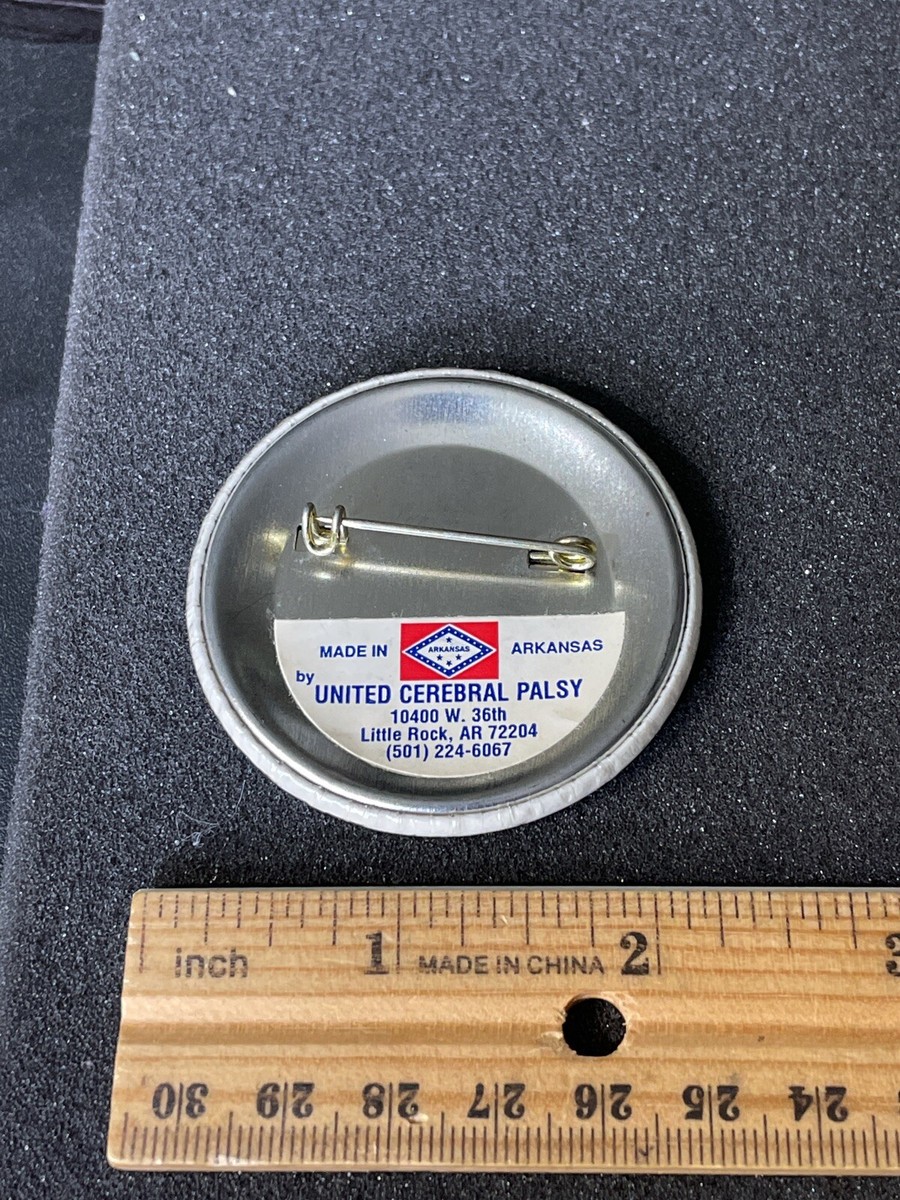 MADE IN ARKANSAS ARKANSAS
by UNITED CEREBRAL PALSY
10400 W. 36th
Little Rock, AR 72204
(501) 224-6067
inch 1 MADE IN CHINA 2 3
30 29 28 27 26 25 24